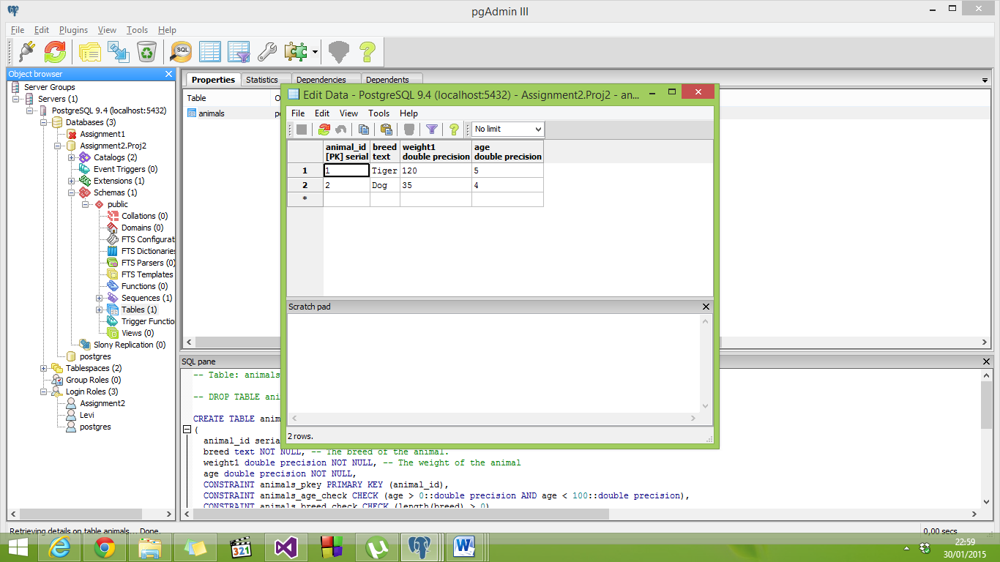 pgAdmin III
File Edit Plugins View Tools Help
SQL
Object browser
Server Groups
Servers (1)
PostgreSQL 9.4 (localhost:5432)
Databases (3)
Assignment1
Assignment2.Proj2
Catalogs (2)
Event Triggers (0)
Extensions (1)
Schemas (1)
public
Collations (0)
Domains (0)
FTS Configurat
FTS Dictionaries
FTS Parsers (0)
FTS Templates
Functions (0)
Sequences (1)
Tables (1)
Trigger Functio
Views (0)
Slony Replication (0)
postgres
Tablespaces (2)
Group Roles (0)
Login Roles (3)
Assignment2
Levi
postgres
Properties Statistics Dependencies Dependents
Table
animals
Edit Data - PostgreSQL 9.4 (localhost:5432) - Assignment2.Proj2 - an...
File Edit View Tools Help
No limit
animal_id breed weight1 age
[PK] serial text double precision double precision
1 1 Tiger 120 5
2 2 Dog 35 4
*
Scratch pad
2 rows.
SQL pane
-- Table: animals
-- DROP TABLE ani
CREATE TABLE anim
(
animal_id seria
breed text NOT NULL, -- The breed of the animal.
weight1 double precision NOT NULL, -- The weight of the animal
age double precision NOT NULL,
CONSTRAINT animals_pkey PRIMARY KEY (animal_id),
CONSTRAINT animals_age_check CHECK (age > 0::double precision AND age < 100::double precision),
CONSTRAINT animals_breed_check CHECK (length(breed) > 0)
Retrieving details on table animals... Done. 0,00 secs
321
22:59
30/01/2015